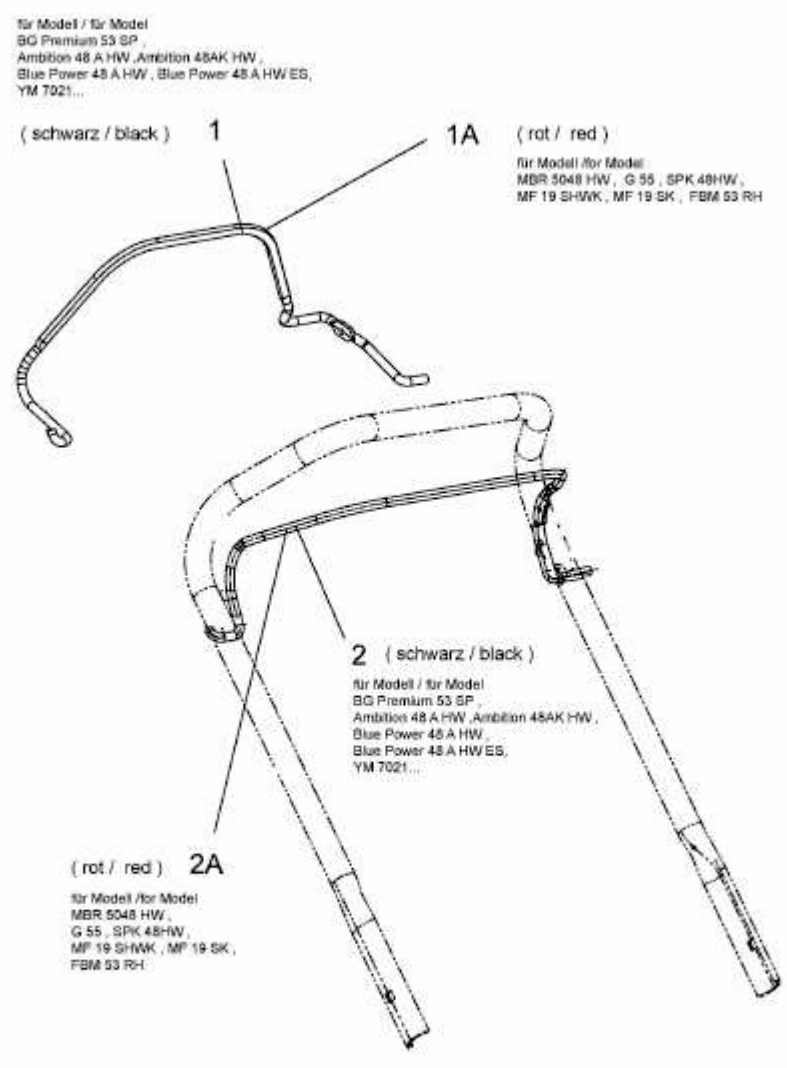 für Modell / für Model
BG Premium 53 SP ,
Ambition 48 A HW ,Ambition 48AK HW ,
Blue Power 48 A HW , Blue Power 48 A HW ES,
YM 7021...
( schwarz / black ) 1
1A ( rot / red )
für Modell /for Model
MBR 5048 HW , G 55 , SPK 48HW ,
MF 19 SHWK , MF 19 SK , FBM 53 RH
2 ( schwarz / black )
für Modell / für Model
BG Premium 53 SP ,
Ambition 48 A HW ,Ambition 48AK HW ,
Blue Power 48 A HW ,
Blue Power 48 A HW ES,
YM 7021...
( rot / red ) 2A
für Modell /for Model
MBR 5048 HW ,
G 55 , SPK 48HW ,
MF 19 SHWK , MF 19 SK ,
FBM 53 RH